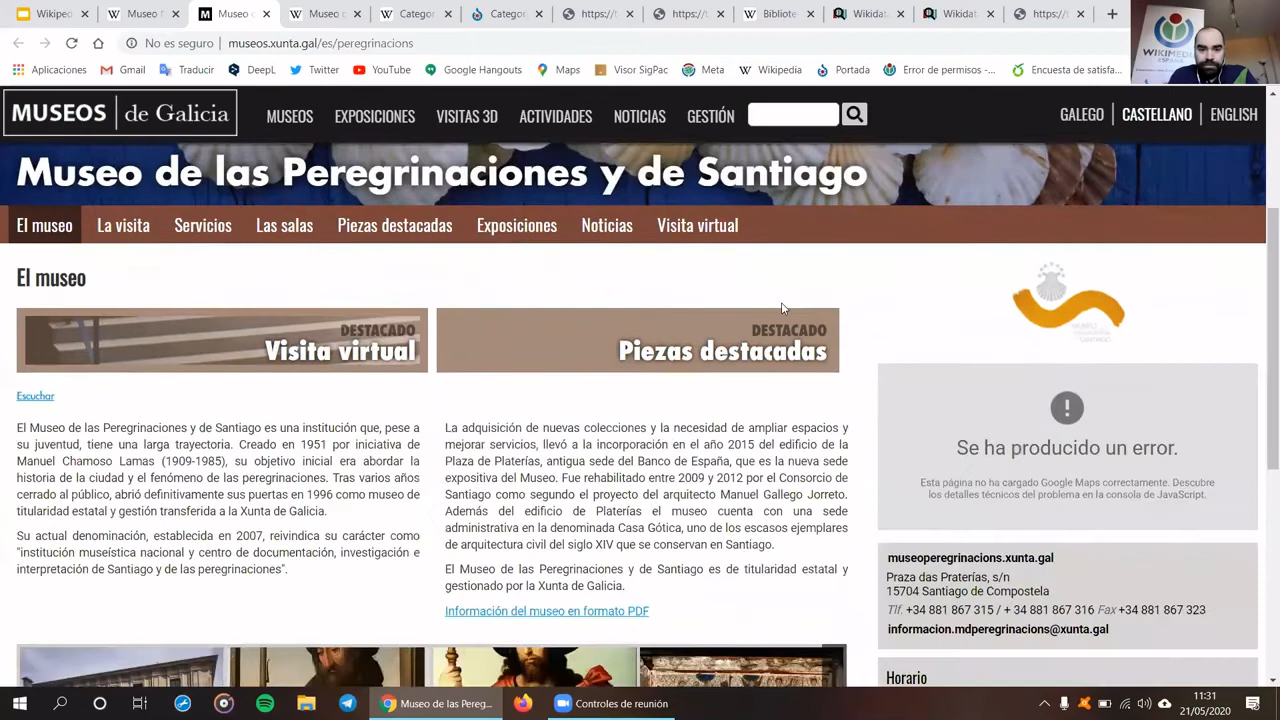 Wikiped
Museo
Museo
Museo
Categor
Categor
https://
https://
Bibliote
Wikidat
Wikidat
https://
No es seguro | museos.xunta.gal/es/peregrinacions
Aplicaciones Gmail Traducir DeepL Twitter YouTube Google Hangouts Maps Visor SigPac Meta Wikipedia Portada Error de permisos -... Encuesta de satisfa...
WIKIMEDIA
ESPAÑA
MUSEOS de Galicia
MUSEOS EXPOSICIONES VISITAS 3D ACTIVIDADES NOTICIAS GESTIÓN
GALEGO CASTELLANO ENGLISH
Museo de las Peregrinaciones y de Santiago
El museo La visita Servicios Las salas Piezas destacadas Exposiciones Noticias Visita virtual
El museo
DESTACADO
Visita virtual
DESTACADO
Piezas destacadas
Escuchar
El Museo de las Peregrinaciones y de Santiago es una institución que, pese a
su juventud, tiene una larga trayectoria. Creado en 1951 por iniciativa de
Manuel Chamoso Lamas (1909-1985), su objetivo inicial era abordar la
historia de la ciudad y el fenómeno de las peregrinaciones. Tras varios años
cerrado al público, abrió definitivamente sus puertas en 1996 como museo de
titularidad estatal y gestión transferida a la Xunta de Galicia.
Su actual denominación, establecida en 2007, reivindica su carácter como
"institución museística nacional y centro de documentación, investigación e
interpretación de Santiago y de las peregrinaciones".
La adquisición de nuevas colecciones y la necesidad de ampliar espacios y
mejorar servicios, llevó a la incorporación en el año 2015 del edificio de la
Plaza de Platerías, antigua sede del Banco de España, que es la nueva sede
expositiva del Museo. Fue rehabilitado entre 2009 y 2012 por el Consorcio de
Santiago como segundo el proyecto del arquitecto Manuel Gallego Jorreto.
Además del edificio de Platerías el museo cuenta con una sede
administrativa en la denominada Casa Gótica, uno de los escasos ejemplares
de arquitectura civil del siglo XIV que se conservan en Santiago.
El Museo de las Peregrinaciones y de Santiago es de titularidad estatal y
gestionado por la Xunta de Galicia.
Información del museo en formato PDF
Se ha producido un error.
Esta página no ha cargado Google Maps correctamente. Descubre
los detalles técnicos del problema en la consola de JavaScript.
museoperegrinacions.xunta.gal
Praza das Praterías, s/n
15704 Santiago de Compostela
Tlf. +34 881 867 315 / + 34 881 867 316 Fax +34 881 867 323
informacion.mdperegrinacions@xunta.gal
Horario
Museo de las Pereg...
Controles de reunión
11:31
21/05/2020